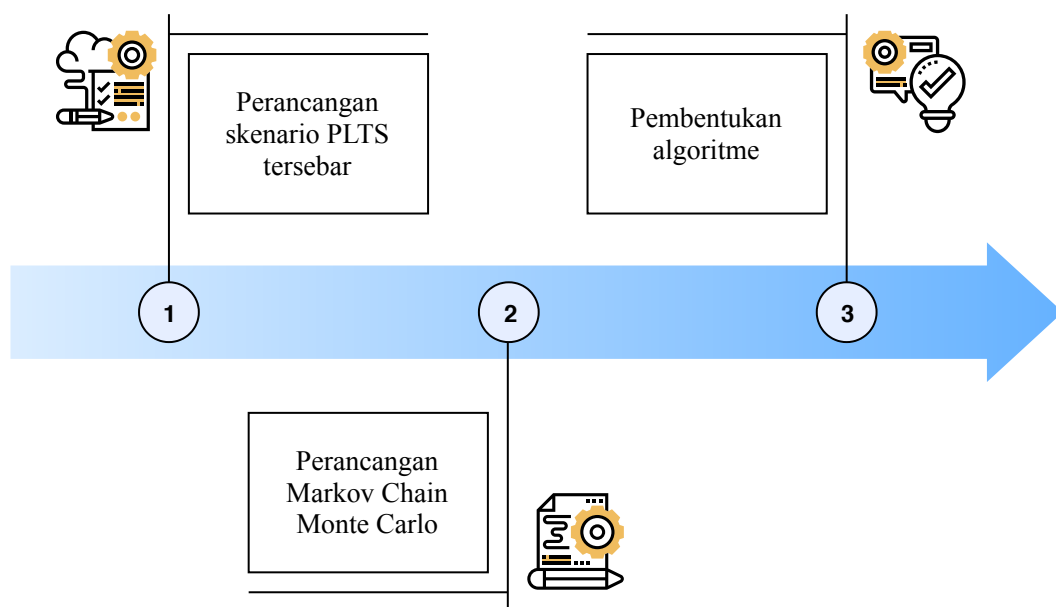 Perancangan
skenario PLTS
tersebar
Pembentukan
algoritme
1
2
3
Perancangan
Markov Chain
Monte Carlo